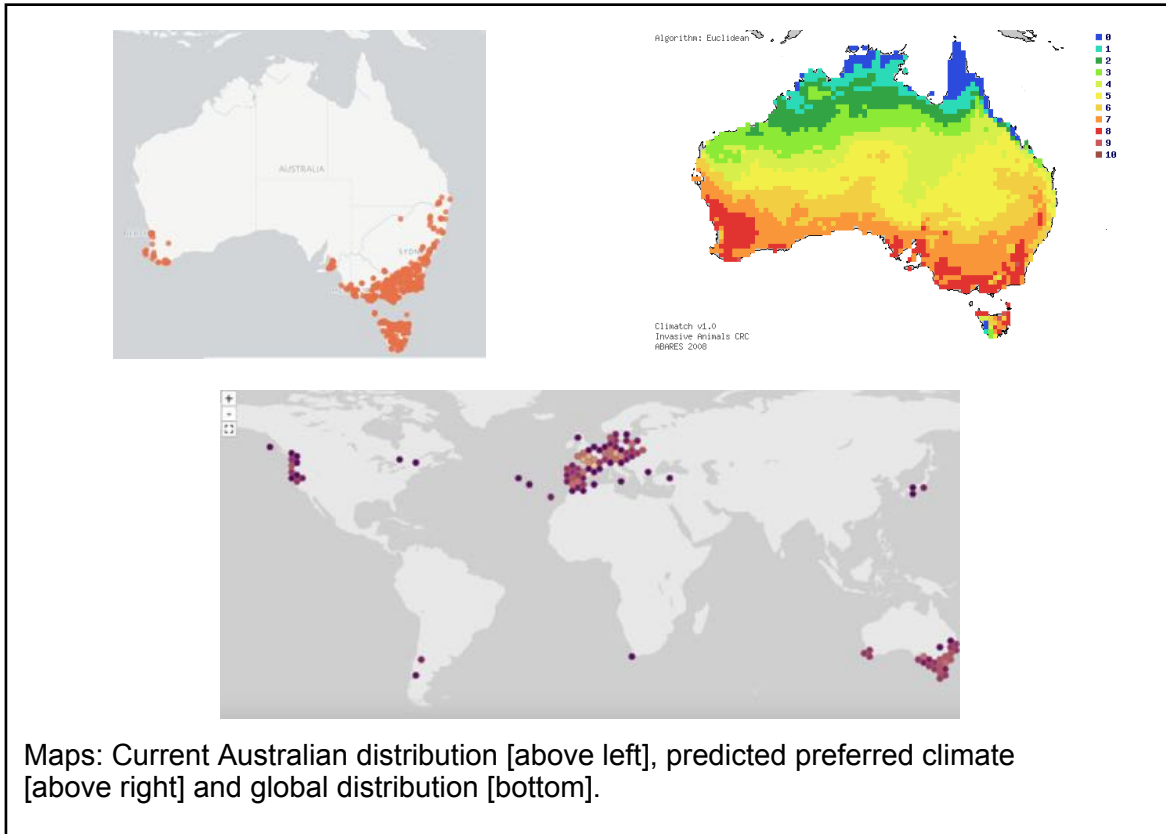 Algorithm: Euclidean
0
1
2
3
4
5
6
7
8
9
10
AUSTRALIA
SYDN
Climatch v1.0
Invasive Animals CRC
ABARES 2008
+
-
Maps: Current Australian distribution [above left], predicted preferred climate
[above right] and global distribution [bottom].